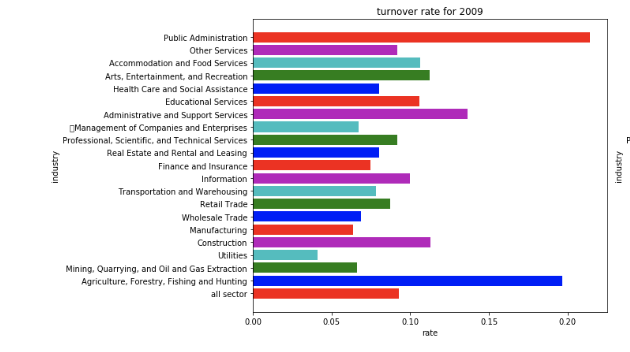 turnover rate for 2009
Public Administration
Other Services
Accommodation and Food Services
Arts, Entertainment, and Recreation
Health Care and Social Assistance
Educational Services
Administrative and Support Services
Management of Companies and Enterprises
Professional, Scientific, and Technical Services
Real Estate and Rental and Leasing
Finance and Insurance
Information
Transportation and Warehousing
Retail Trade
Wholesale Trade
Manufacturing
Construction
Utilities
Mining, Quarrying, and Oil and Gas Extraction
Agriculture, Forestry, Fishing and Hunting
all sector
industry
0.00 0.05 0.10 0.15 0.20
rate
P
industry